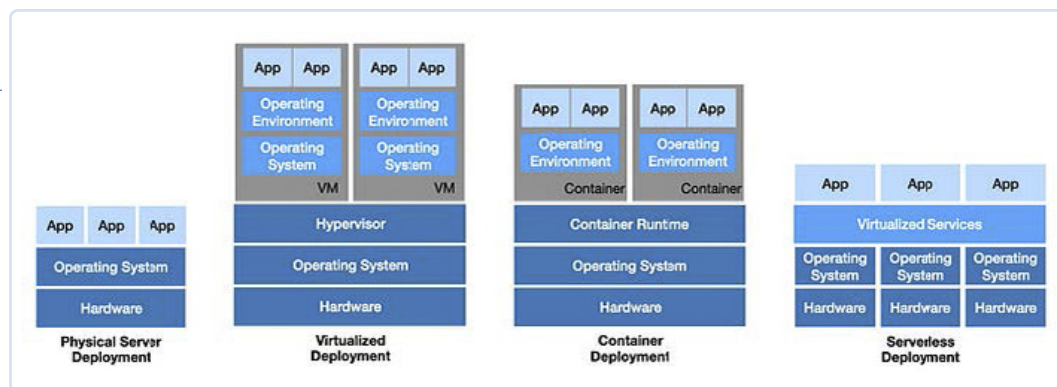 App App App
Operating System
Hardware
Physical Server
Deployment
App App App App
Operating Operating
Environment Environment
Operating Operating
System System
VM VM
Hypervisor
Operating System
Hardware
Virtualized
Deployment
App App App App
Operating Operating
Environment Environment
Container Container
Container Runtime
Operating System
Hardware
Container
Deployment
App App App
Virtualized Services
Operating Operating Operating
System System System
Hardware Hardware Hardware
Serverless
Deployment